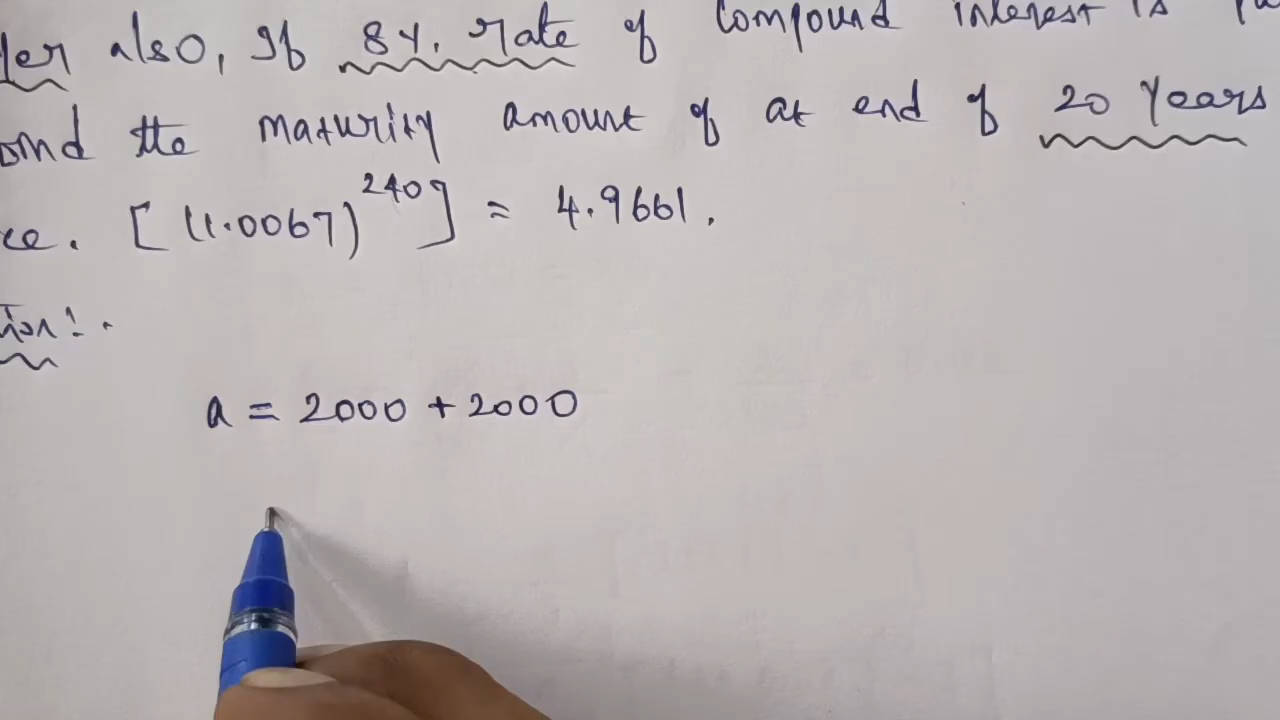 also, If 8%. rate of compound interest is
the maturity amount of at end of 20 Years
[(1.0067)^240] = 4.9661.
a = 2000 + 2000